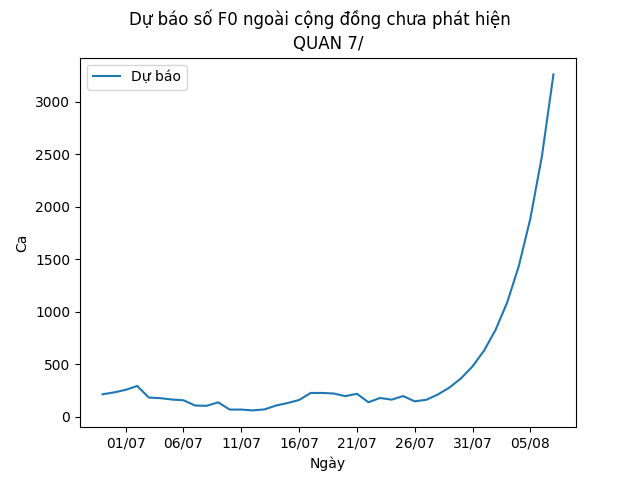 Dự báo số F0 ngoài cộng đồng chưa phát hiện
QUAN 7/
Dự báo
3000
2500
2000
1500
1000
500
0
Ca
01/07 06/07 11/07 16/07 21/07 26/07 31/07 05/08
Ngày